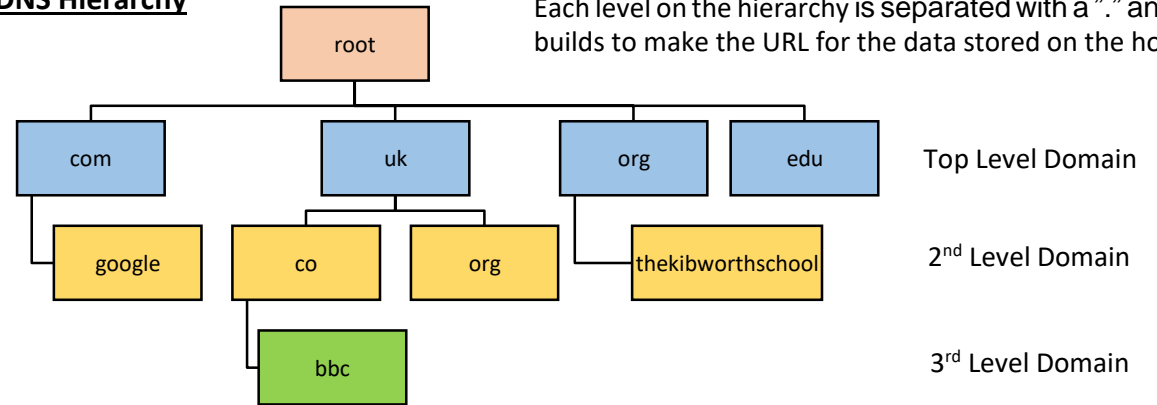 DNS Hierarchy
Each level on the hierarchy is separated with a "." an
builds to make the URL for the data stored on the ho
root
com uk org edu Top Level Domain
google co org thekibworthschool 2nd Level Domain
bbc 3rd Level Domain